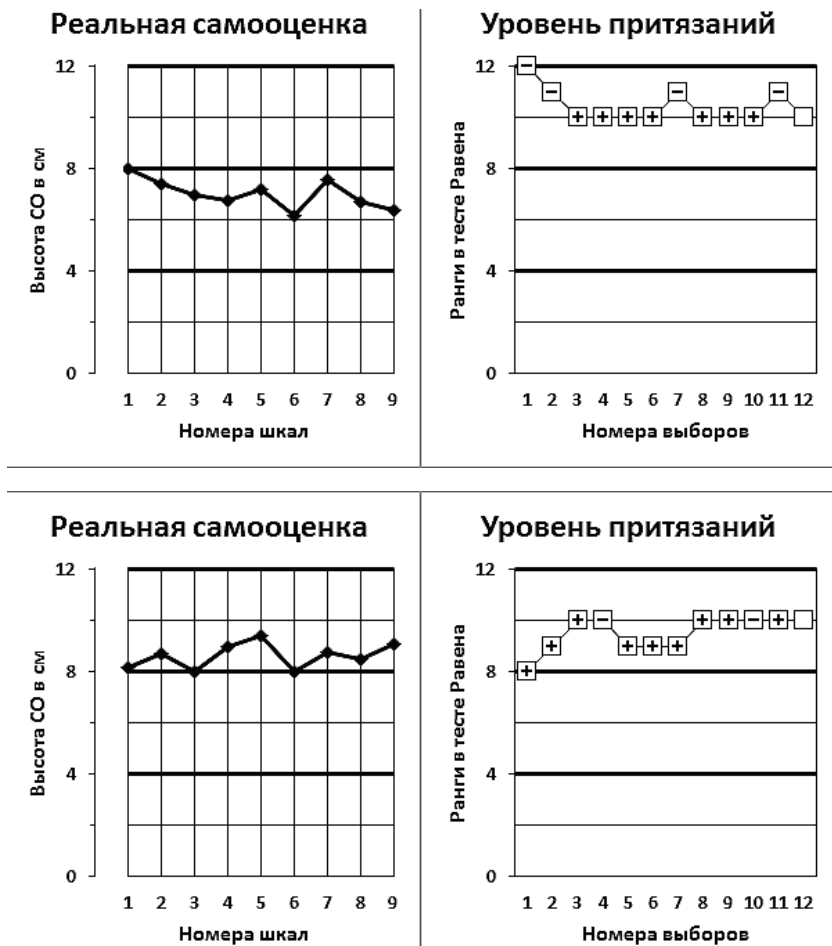 Реальная самооценка
12
8
4
0
Высота СО в см
1 2 3 4 5 6 7 8 9
Номера шкал
Уровень притязаний
12
8
4
0
Ранги в тесте Равена
1 2 3 4 5 6 7 8 9 10 11 12
Номера выборов
Реальная самооценка
12
8
4
0
Высота СО в см
1 2 3 4 5 6 7 8 9
Номера шкал
Уровень притязаний
12
8
4
0
Ранги в тесте Равена
1 2 3 4 5 6 7 8 9 10 11 12
Номера выборов